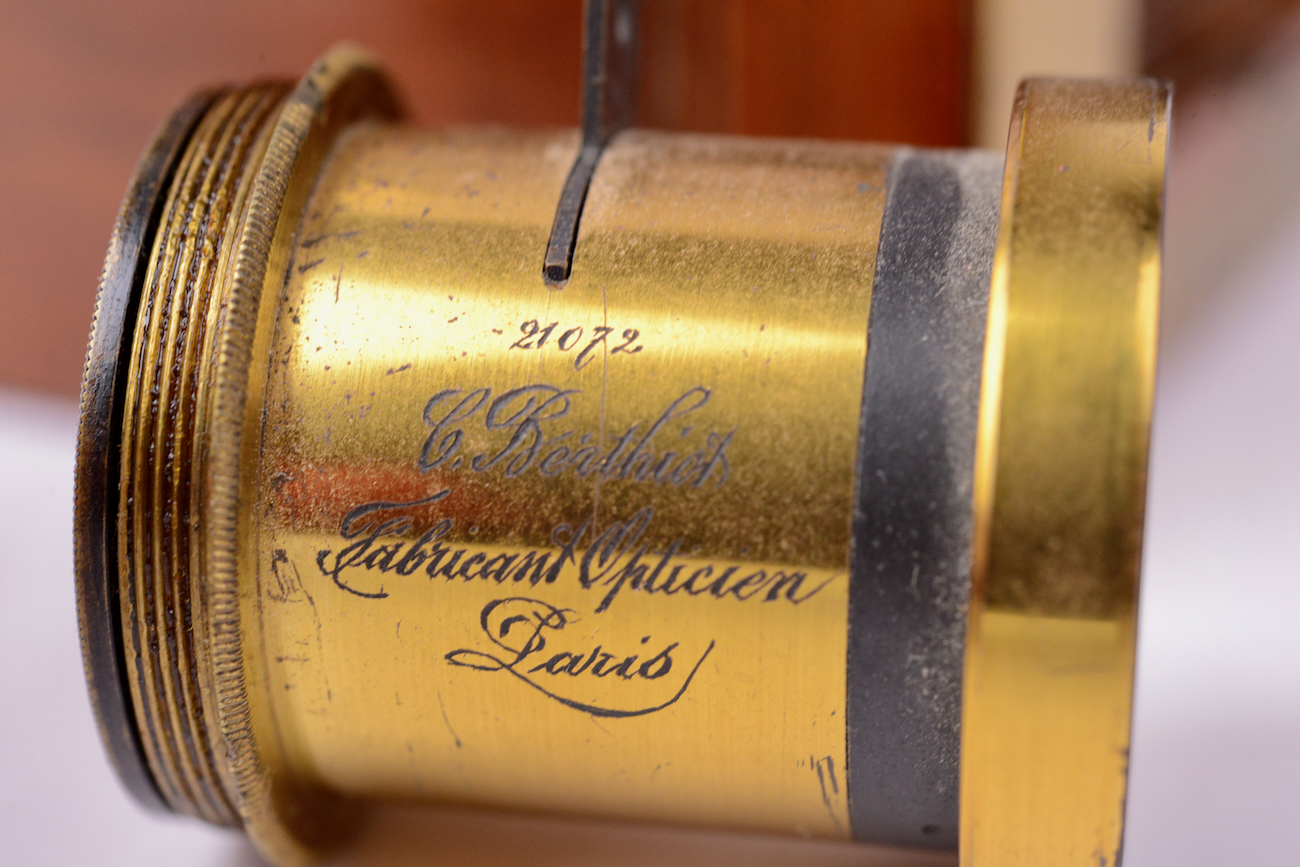 21072
C. Berthiot
Fabricant Opticien
Paris